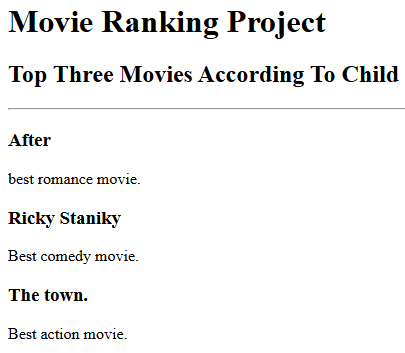 Movie Ranking Project
Top Three Movies According To Child
After
best romance movie.
Ricky Staniky
Best comedy movie.
The town.
Best action movie.